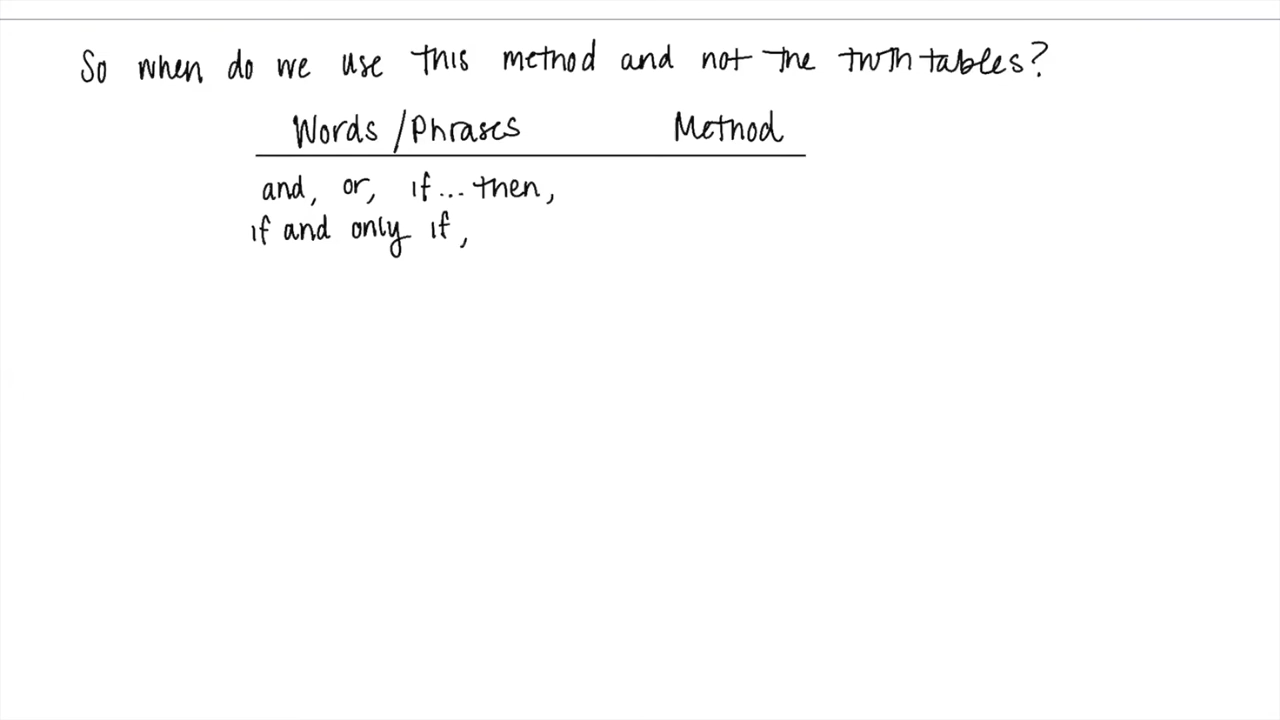 So when do we use this method and not the truth tables?
Words / Phrases Method
and, or, if... then,
if and only if,